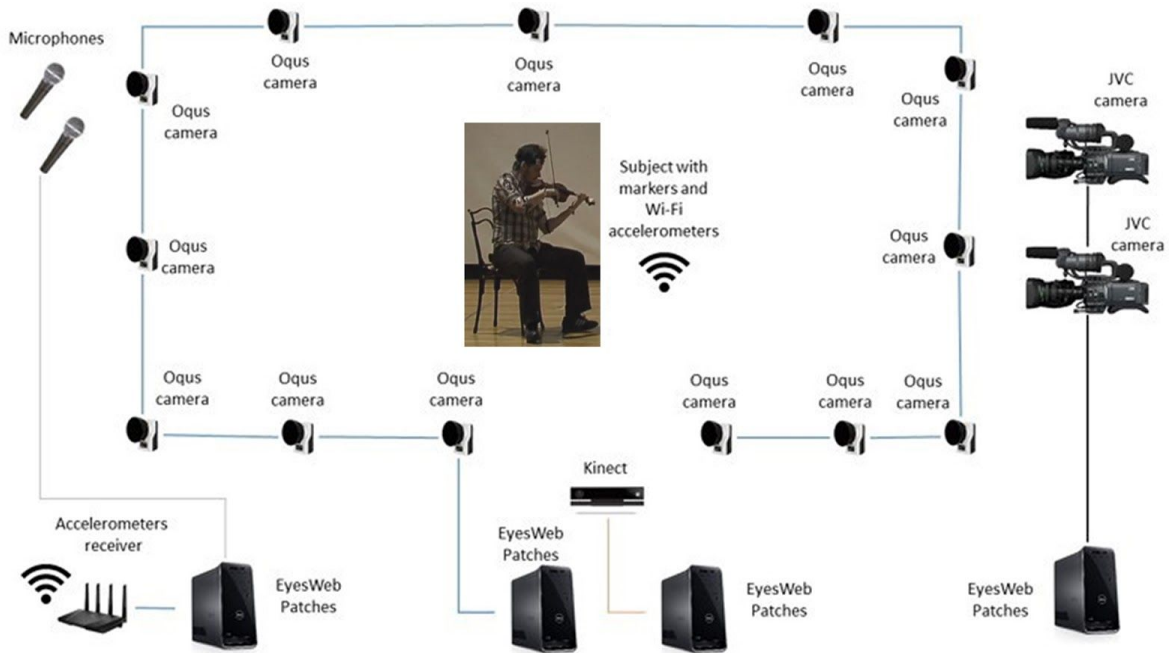 Microphones
Oqus
camera
Oqus
camera
Oqus
camera
Oqus
camera
Oqus
camera
JVC
camera
Subject with
markers and
Wi-Fi
accelerometers
Oqus
camera
Oqus
camera
JVC
camera
Oqus
camera
Oqus
camera
Oqus
camera
Oqus
camera
Oqus
camera
Oqus
camera
Kinect
Accelerometers
receiver
EyesWeb
Patches
EyesWeb
Patches
EyesWeb
Patches
EyesWeb
Patches